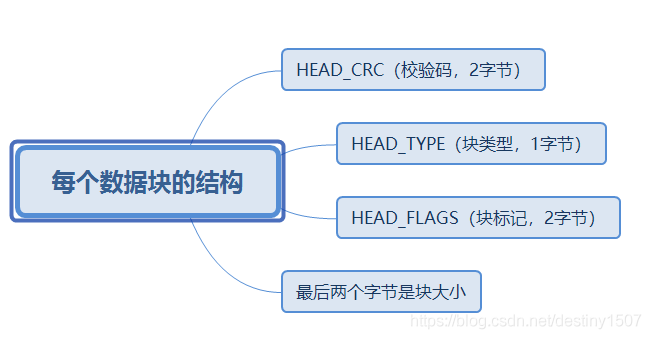 HEAD_CRC（校验码，2字节）
HEAD_TYPE（块类型，1字节）
每个数据块的结构
HEAD_FLAGS（块标记，2字节）
最后两个字节是块大小
https://blog.csdn.net/destiny1507